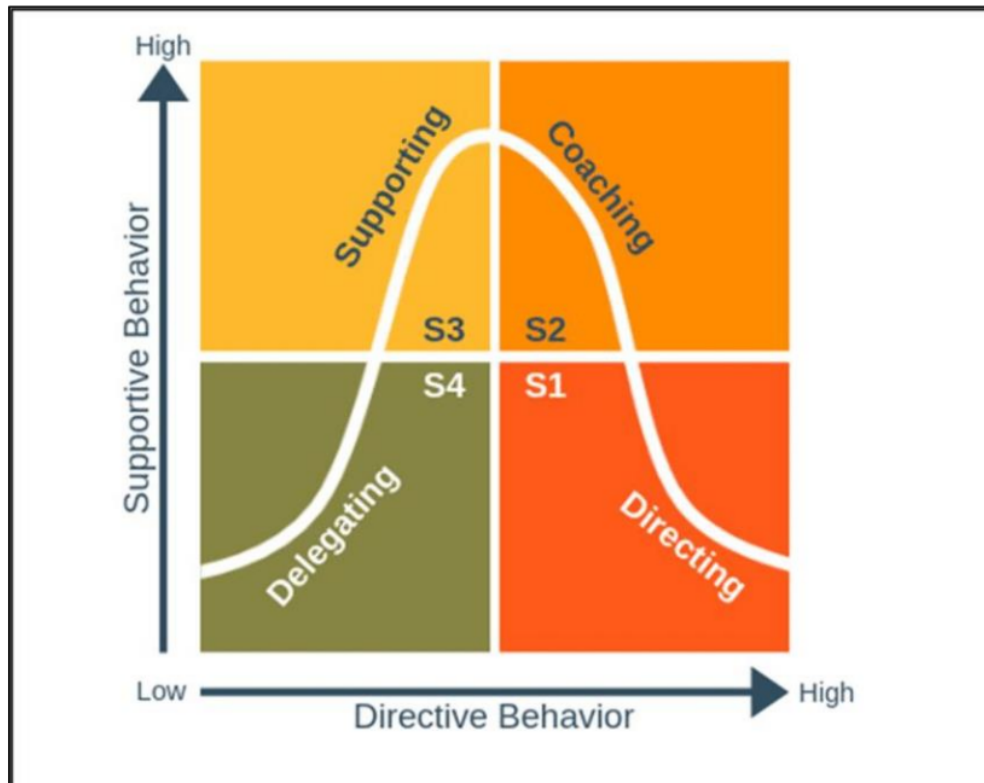 High
Supportive Behavior
Supporting
Coaching
S3
S2
S4
S1
Delegating
Directing
Low
High
Directive Behavior